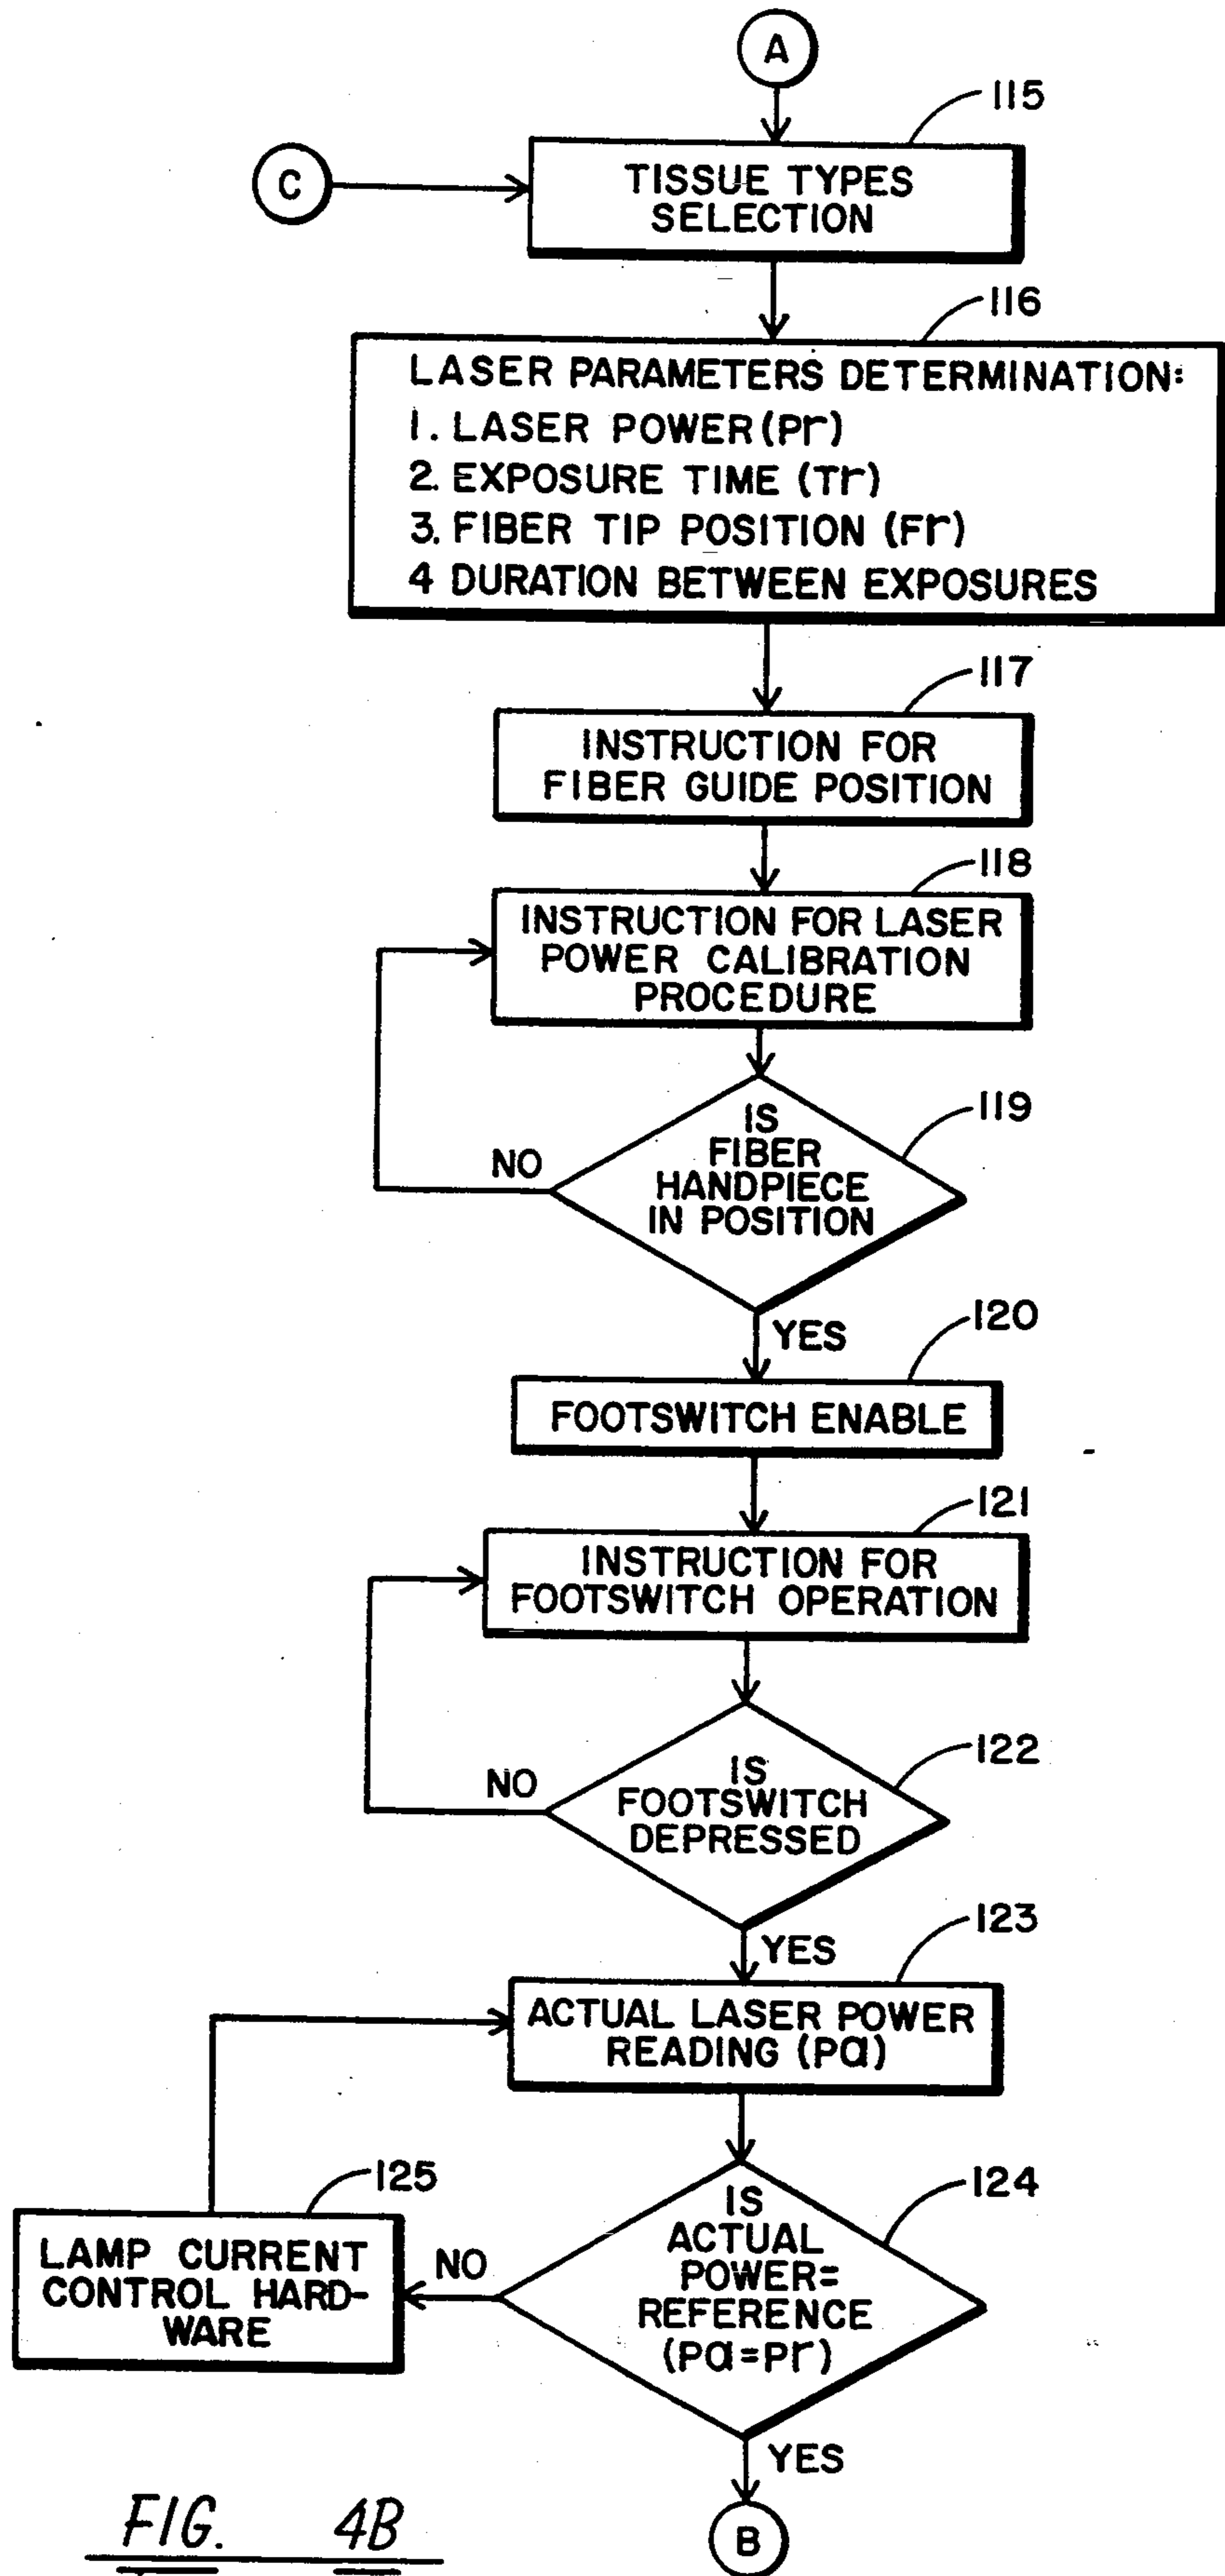 A
115
C
TISSUE TYPES
SELECTION
116
LASER PARAMETERS DETERMINATION:
1. LASER POWER (Pr)
2. EXPOSURE TIME (Tr)
3. FIBER TIP POSITION (Fr)
4 DURATION BETWEEN EXPOSURES
117
INSTRUCTION FOR
FIBER GUIDE POSITION
118
INSTRUCTION FOR LASER
POWER CALIBRATION
PROCEDURE
119
IS
FIBER
HANDPIECE
IN POSITION
NO
YES
120
FOOTSWITCH ENABLE
121
INSTRUCTION FOR
FOOTSWITCH OPERATION
122
IS
FOOTSWITCH
DEPRESSED
NO
YES
123
ACTUAL LASER POWER
READING (Pa)
124
IS
ACTUAL
POWER=
REFERENCE
(Pa=Pr)
NO
125
LAMP CURRENT
CONTROL HARD-
WARE
YES
B
FIG. 4B